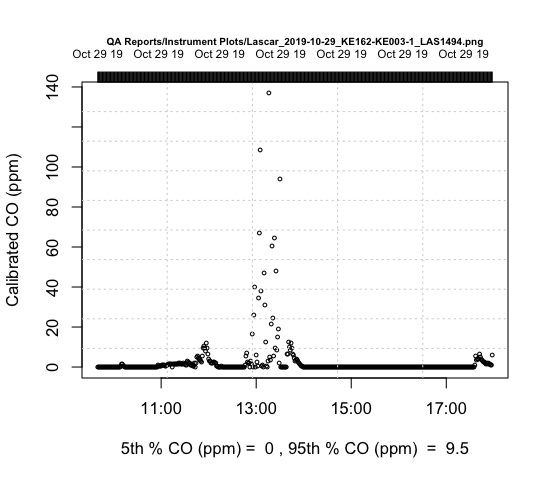 QA Reports/Instrument Plots/Lascar_2019-10-29_KE162-KE003-1_LAS1494.png
Oct 29 19 Oct 29 19 Oct 29 19 Oct 29 19 Oct 29 19 Oct 29 19 Oct 29 19
Calibrated CO (ppm)
140
100
80
60
40
20
0
11:00 13:00 15:00 17:00
5th % CO (ppm) = 0 , 95th % CO (ppm) = 9.5